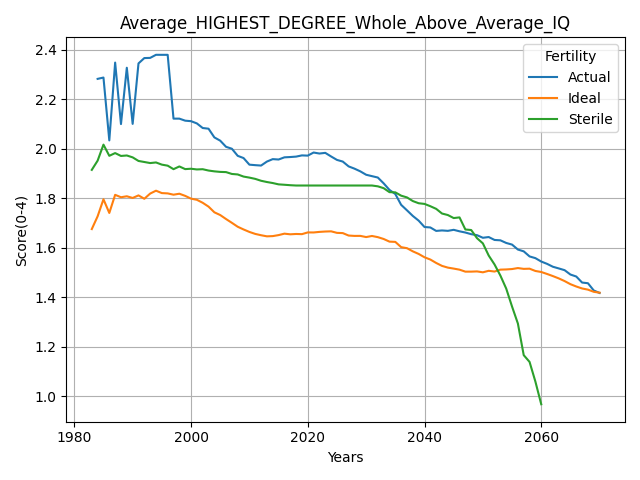 Average_HIGHEST_DEGREE_Whole_Above_Average_IQ
Fertility
Actual
Ideal
Sterile
Score(0-4)
2.4
2.2
2.0
1.8
1.6
1.4
1.2
1.0
1980
2000
2020
2040
2060
Years